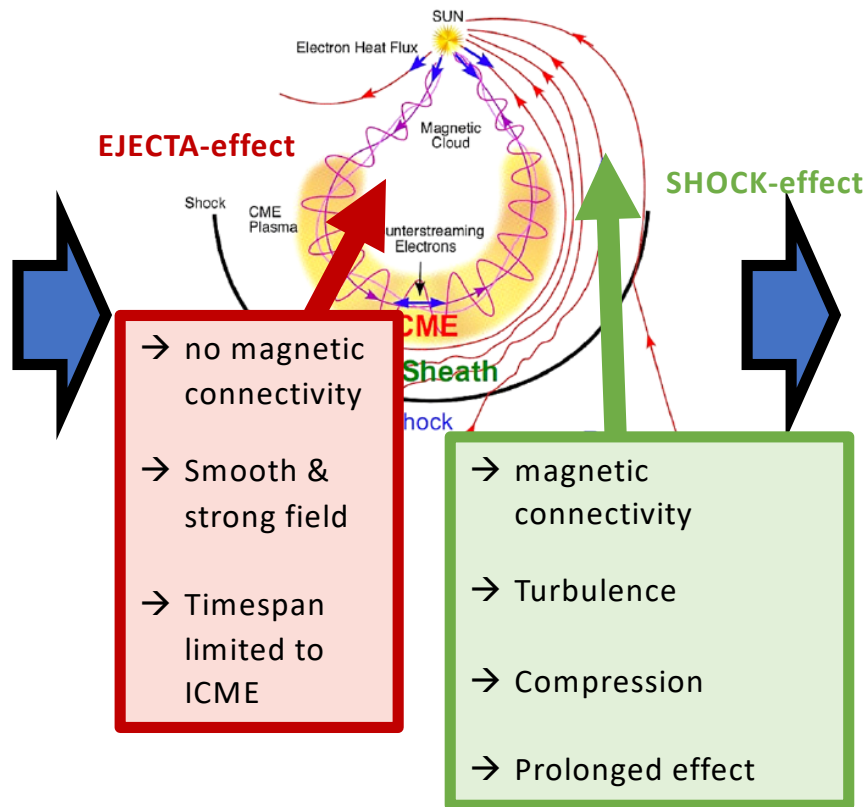 SUN
Electron Heat Flux
Magnetic
Cloud
EJECTA-effect
SHOCK-effect
Shock
CME
Plasma
unterstreaming
Electrons
CME
Sheath
hock
→ no magnetic
connectivity
→ Smooth &
strong field
→ Timespan
limited to
ICME
→ magnetic
connectivity
→ Turbulence
→ Compression
→ Prolonged effect